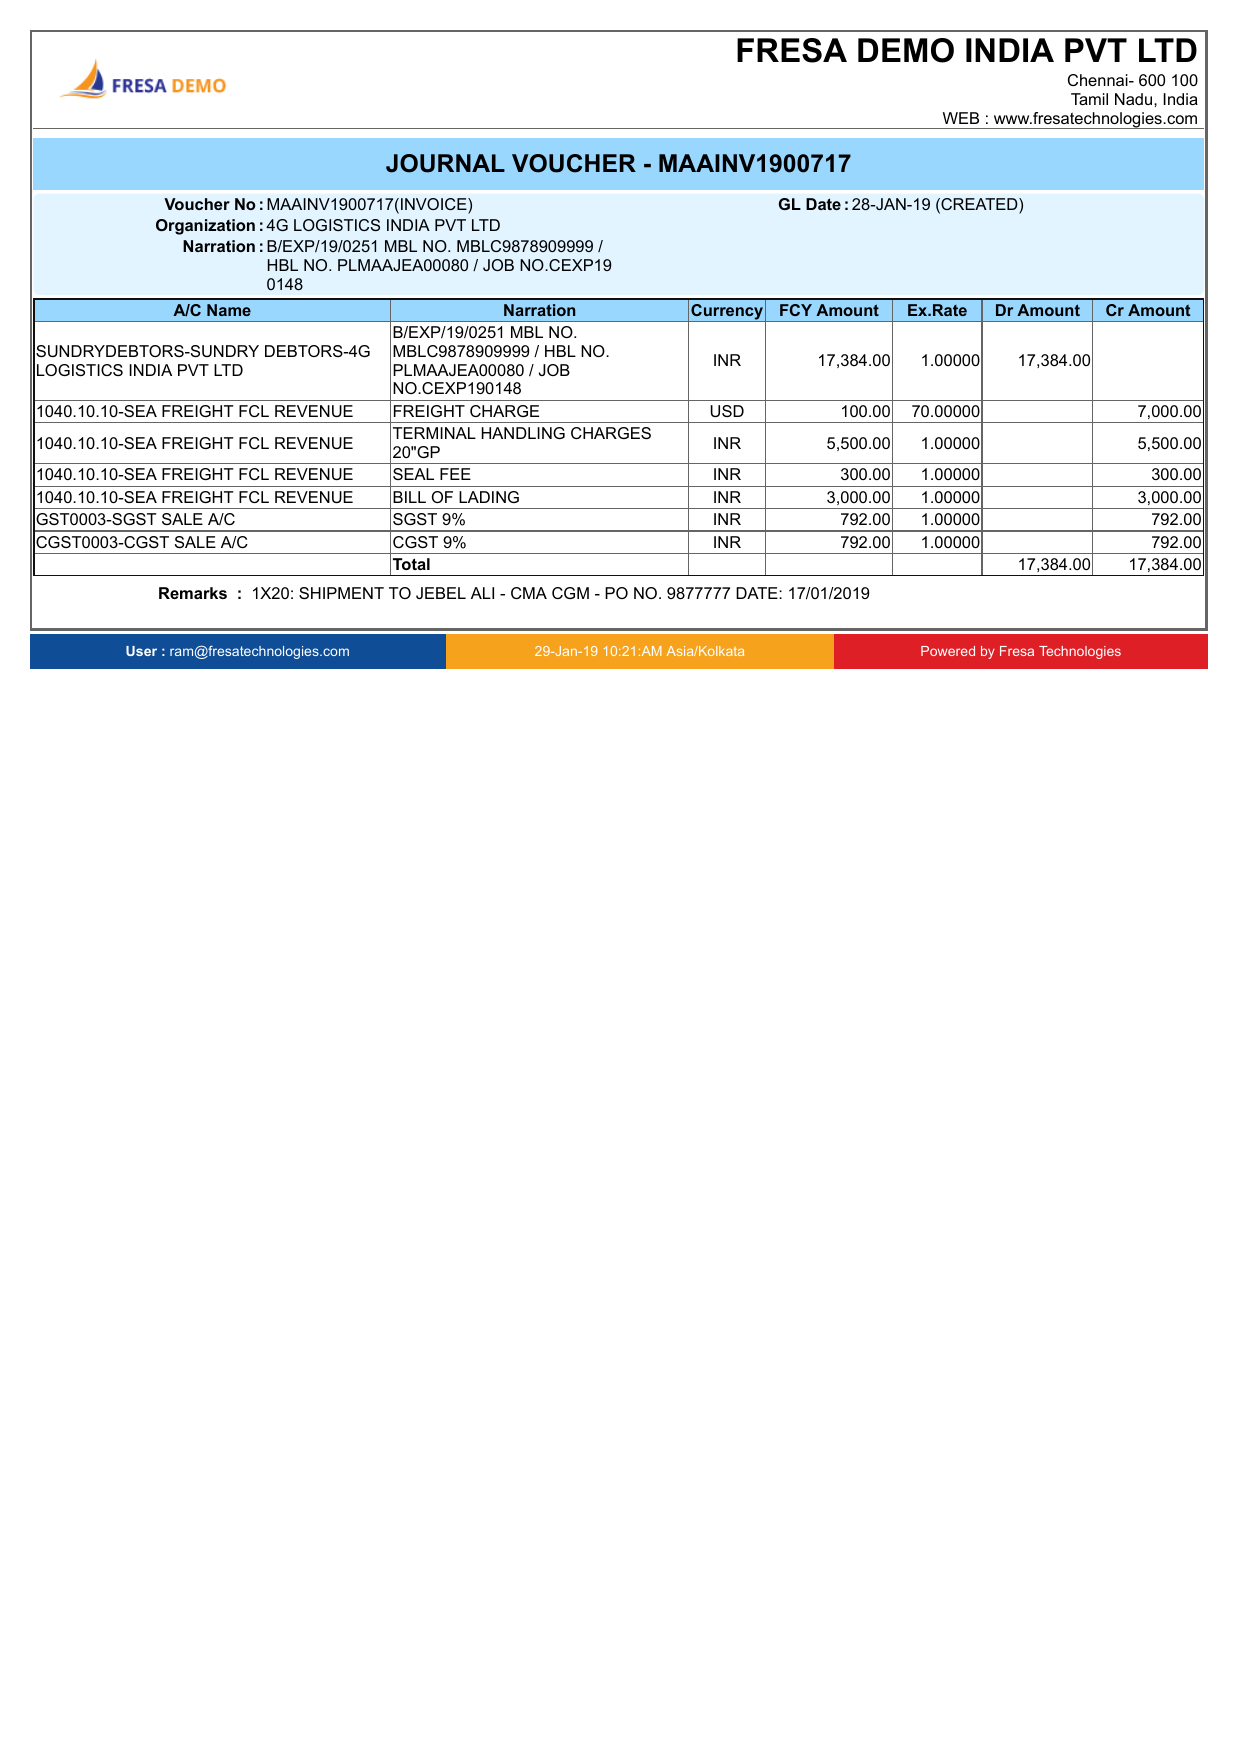 FRESA DEMO
FRESA DEMO INDIA PVT LTD
Chennai- 600 100
Tamil Nadu, India
WEB : www.fresatechnologies.com
JOURNAL VOUCHER - MAAINV1900717
Voucher No : MAAINV1900717(INVOICE) GL Date : 28-JAN-19 (CREATED)
Organization : 4G LOGISTICS INDIA PVT LTD
Narration : B/EXP/19/0251 MBL NO. MBLC9878909999 /
HBL NO. PLMAAJEA00080 / JOB NO.CEXP19
0148
A/C Name Narration Currency FCY Amount Ex.Rate Dr Amount Cr Amount
SUNDRYDEBTORS-SUNDRY DEBTORS-4G
LOGISTICS INDIA PVT LTD
B/EXP/19/0251 MBL NO.
MBLC9878909999 / HBL NO.
PLMAAJEA00080 / JOB
NO.CEXP190148
INR 17,384.00 1.00000 17,384.00
1040.10.10-SEA FREIGHT FCL REVENUE FREIGHT CHARGE USD 100.00 70.00000 7,000.00
1040.10.10-SEA FREIGHT FCL REVENUE
TERMINAL HANDLING CHARGES
20"GP
INR 5,500.00 1.00000 5,500.00
1040.10.10-SEA FREIGHT FCL REVENUE SEAL FEE INR 300.00 1.00000 300.00
1040.10.10-SEA FREIGHT FCL REVENUE BILL OF LADING INR 3,000.00 1.00000 3,000.00
GST0003-SGST SALE A/C SGST 9% INR 792.00 1.00000 792.00
CGST0003-CGST SALE A/C CGST 9% INR 792.00 1.00000 792.00
Total 17,384.00 17,384.00
Remarks : 1X20: SHIPMENT TO JEBEL ALI - CMA CGM - PO NO. 9877777 DATE: 17/01/2019
User : ram@fresatechnologies.com 29-Jan-19 10:21:AM Asia/Kolkata Powered by Fresa Technologies